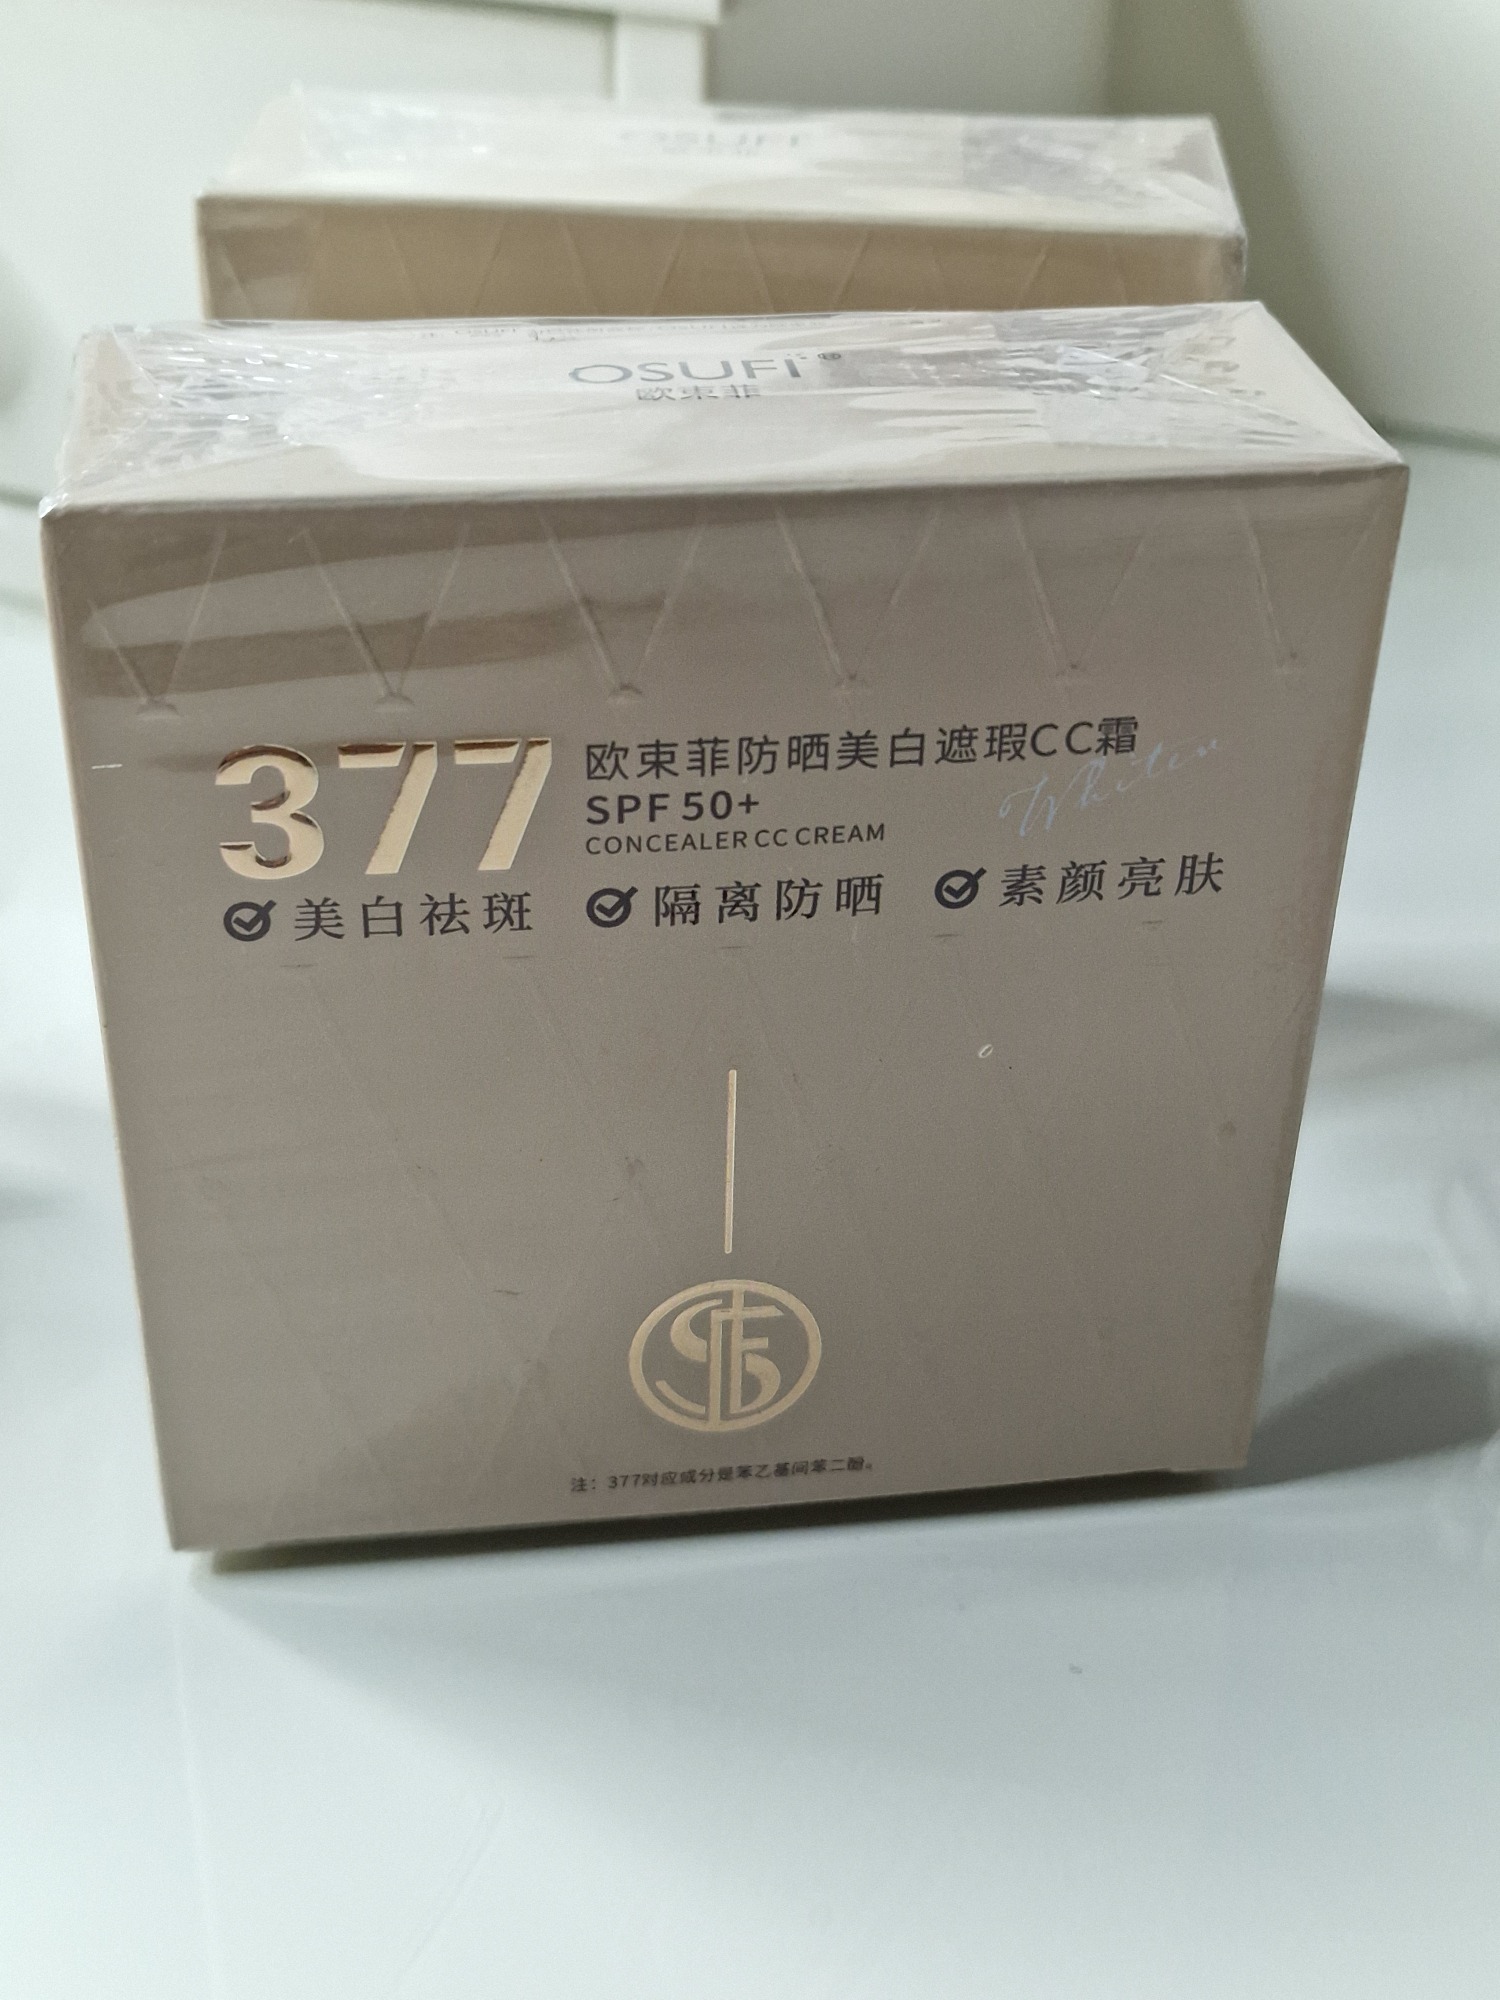 OSUFI
OSUFI®
欧束菲
377
欧束菲防晒美白遮瑕CC霜
SPF 50+
CONCEALER CC CREAM
Whiten
美白祛斑
隔离防晒
素颜亮肤
注：377对应成分是苯乙基间苯二酚。